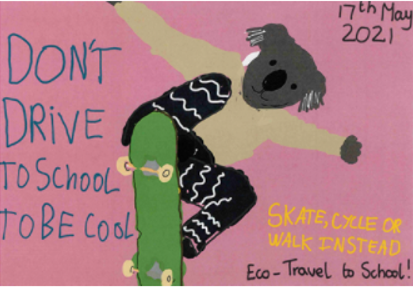 DON'T
DRIVE
TO SCHOOL
TO BE COOL
17th May
2021
SKATE, CYCLE OR
WALK INSTEAD
Eco-Travel to School!